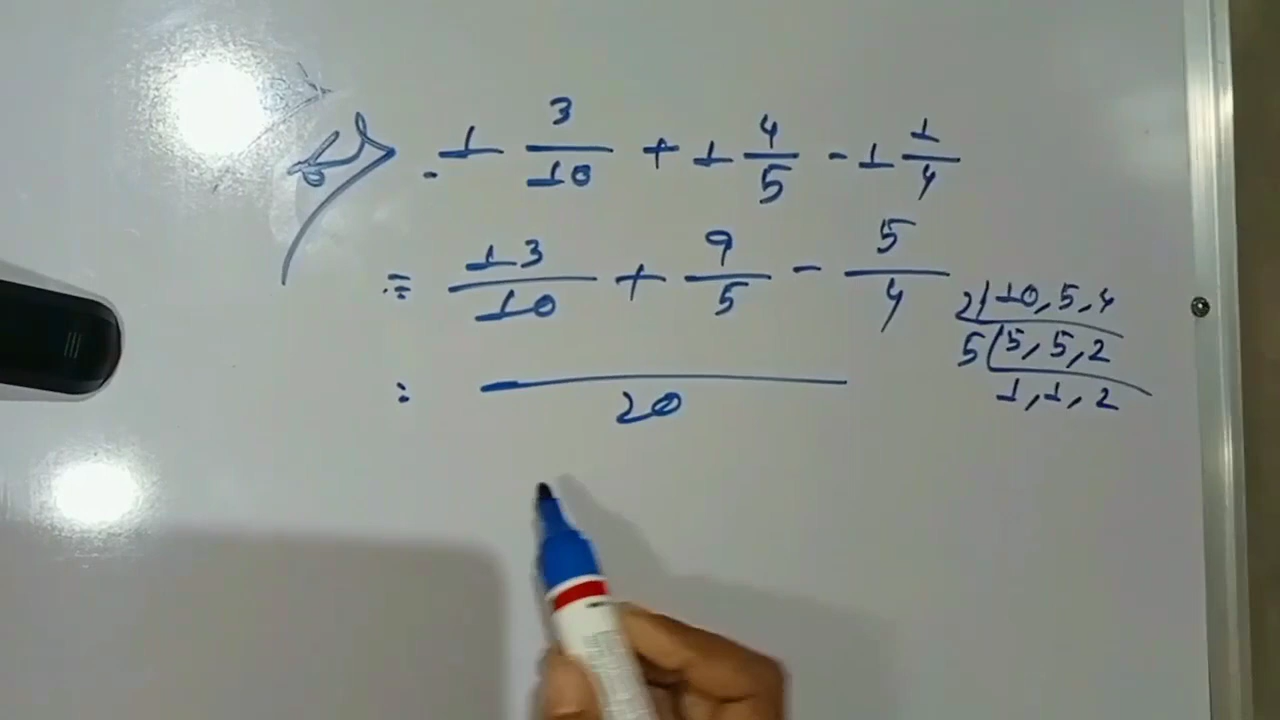 1 3/10 + 1 4/5 - 1 1/4
= 13/10 + 9/5 - 5/4
2 | 10, 5, 4
5 | 5, 5, 2
1, 1, 2
= /20